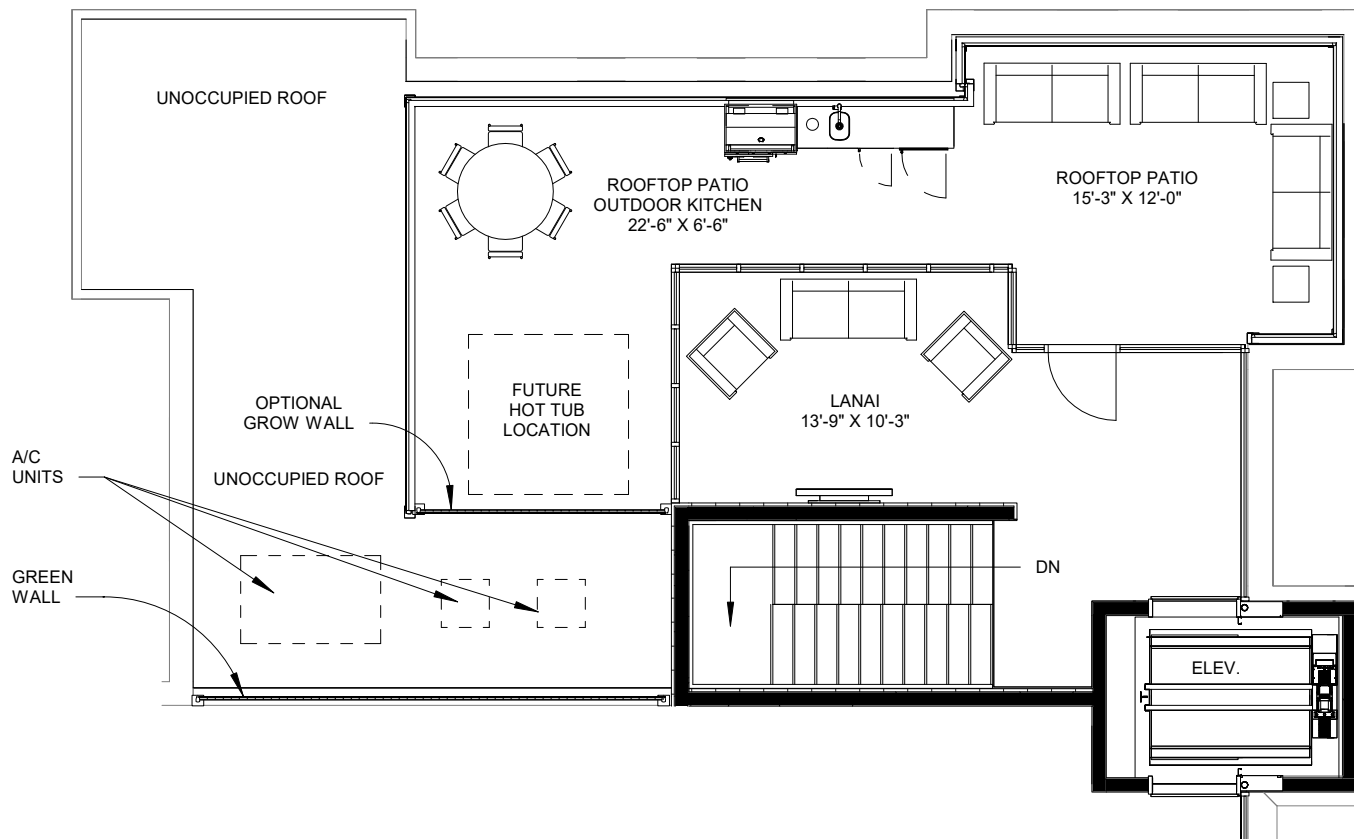 UNOCCUPIED ROOF
ROOFTOP PATIO
OUTDOOR KITCHEN
22'-6" X 6'-6"
ROOFTOP PATIO
15'-3" X 12'-0"
OPTIONAL
GROW WALL
FUTURE
HOT TUB
LOCATION
LANAI
13'-9" X 10'-3"
A/C
UNITS
UNOCCUPIED ROOF
GREEN
WALL
DN
ELEV.